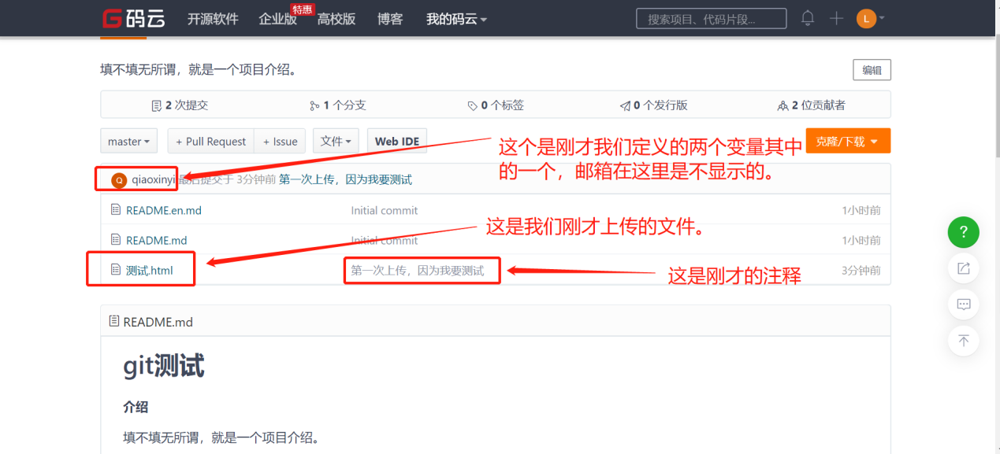 G码云 开源软件 企业版 特惠 高校版 博客 我的码云 搜索项目、代码片段... L
填不填无所谓，就是一个项目介绍。 编辑
2 次提交 1 个分支 0 个标签 0 个发行版 2 位贡献者
master + Pull Request + Issue 文件 Web IDE 克隆/下载
这个是刚才我们定义的两个变量其中
的一个，邮箱在这里是不显示的。
Q qiaoxinyi 最后提交于 3分钟前 第一次上传，因为我要测试
README.en.md Initial commit 1小时前
这是我们刚才上传的文件。
README.md Initial commit 1小时前
测试.html 第一次上传，因为我要测试 3分钟前
这是刚才的注释
?
README.md
git测试
介绍
填不填无所谓，就是一个项目介绍。